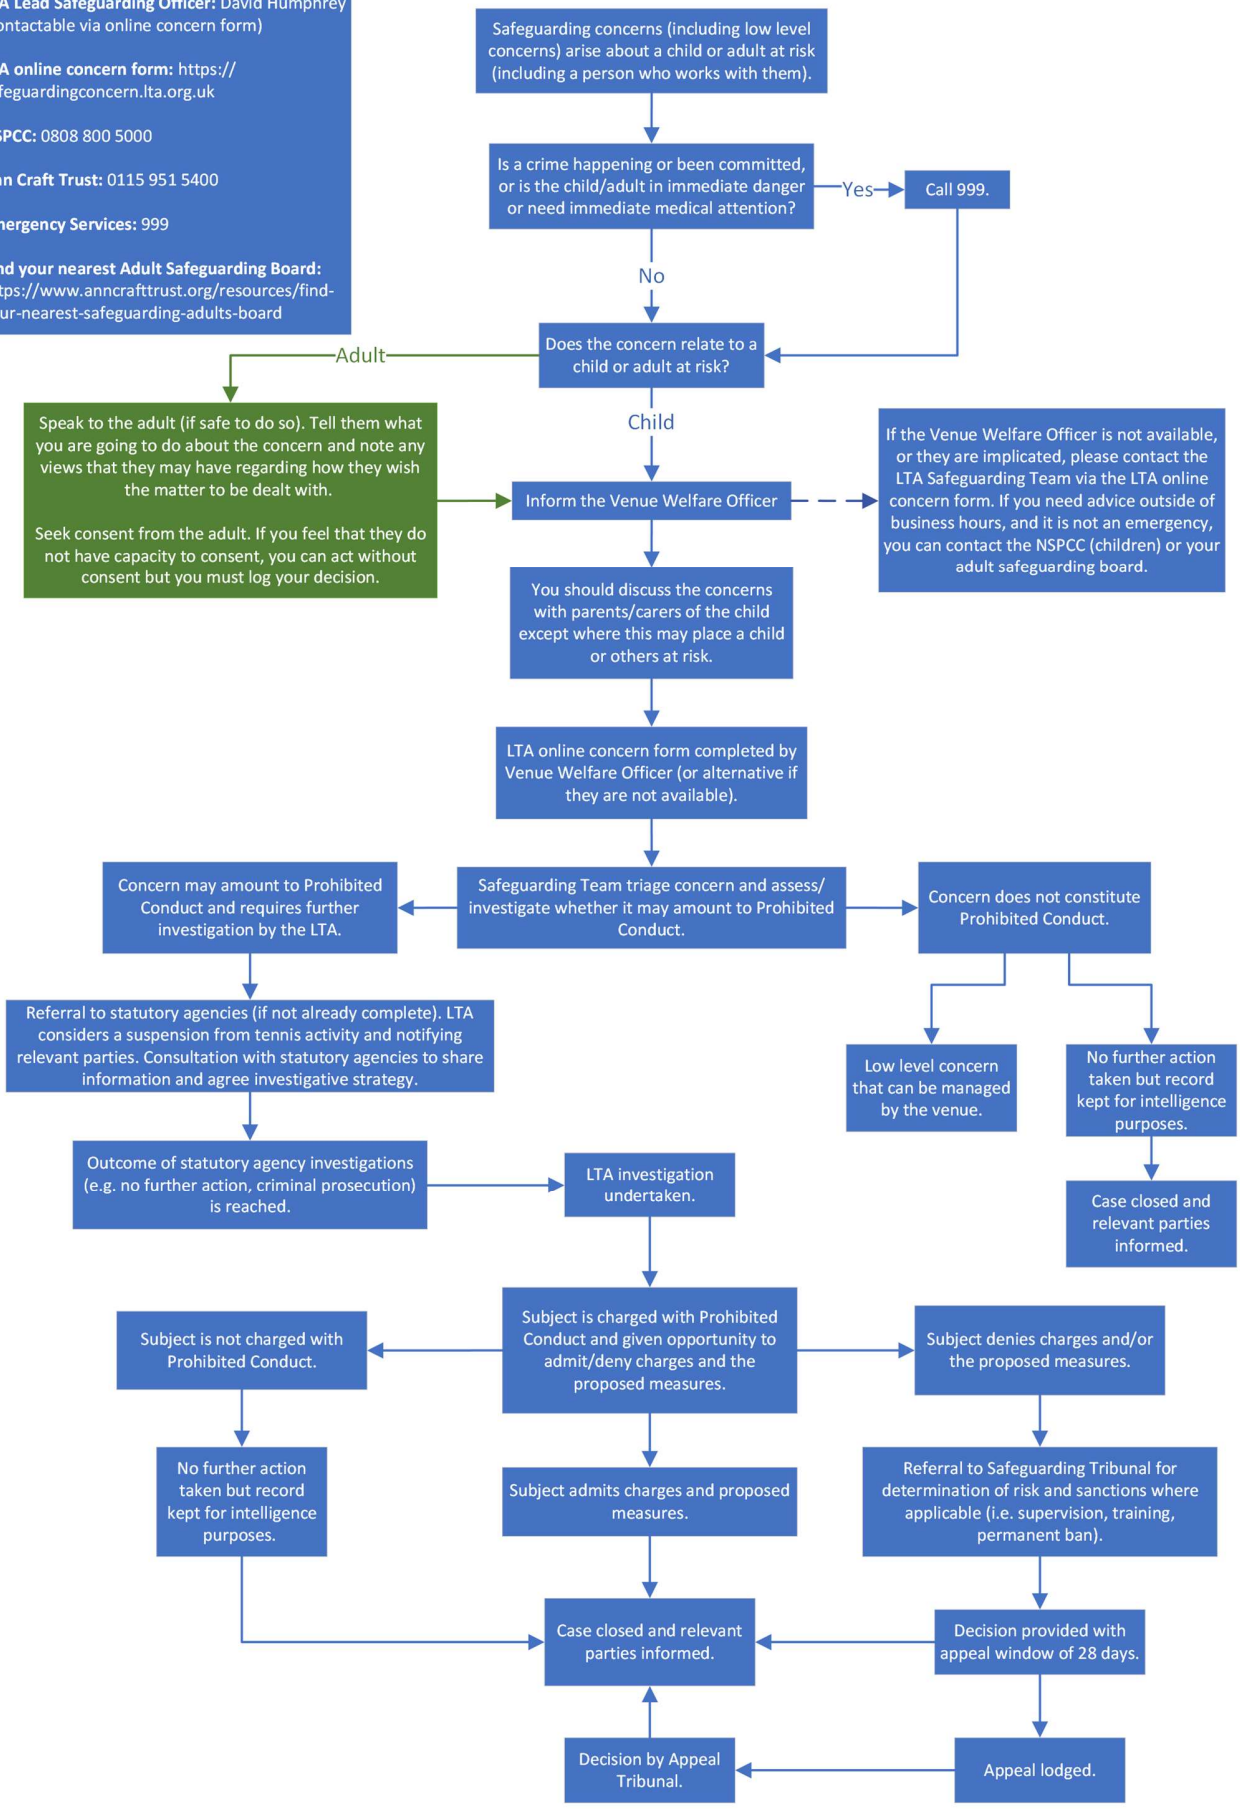 Lead Safeguarding Officer: David Humphrey
via online concern form)
online concern form: https://
lta.org.uk
0808 800 5000
Craft Trust: 0115 951 5400
Services: 999
your nearest Adult Safeguarding Board:
Safeguarding concerns (including low level
concerns) arise about a child or adult at risk
(including a person who works with them).
Is a crime happening or been committed,
or is the child/adult in immediate danger
or need immediate medical attention?
Yes
Call 999.
No
Does the concern relate to a
child or adult at risk?
Adult
Child
Speak to the adult (if safe to do so). Tell them what
you are going to do about the concern and note any
views that they may have regarding how they wish
the matter to be dealt with.
Seek consent from the adult. If you feel that they do
not have capacity to consent, you can act without
consent but you must log your decision.
Inform the Venue Welfare Officer
If the Venue Welfare Officer is not available,
or they are implicated, please contact the
LTA Safeguarding Team via the LTA online
concern form. If you need advice outside of
business hours, and it is not an emergency,
you can contact the NSPCC (children) or your
adult safeguarding board.
You should discuss the concerns
with parents/carers of the child
except where this may place a child
or others at risk.
LTA online concern form completed by
Venue Welfare Officer (or alternative if
they are not available).
Concern may amount to Prohibited
Conduct and requires further
investigation by the LTA.
Safeguarding Team triage concern and assess/
investigate whether it may amount to Prohibited
Conduct.
Concern does not constitute
Prohibited Conduct.
Referral to statutory agencies (if not already complete). LTA
considers a suspension from tennis activity and notifying
relevant parties. Consultation with statutory agencies to share
information and agree investigative strategy.
Low level concern
that can be managed
by the venue.
No further action
taken but record
kept for intelligence
purposes.
Outcome of statutory agency investigations
(e.g. no further action, criminal prosecution)
is reached.
LTA investigation
undertaken.
Case closed and
relevant parties
informed.
Subject is not charged with
Prohibited Conduct.
Subject is charged with Prohibited
Conduct and given opportunity to
admit/deny charges and the
proposed measures.
Subject denies charges and/or
the proposed measures.
No further action
taken but record
kept for intelligence
purposes.
Subject admits charges and proposed
measures.
Referral to Safeguarding Tribunal for
determination of risk and sanctions where
applicable (i.e. supervision, training,
permanent ban).
Case closed and relevant
parties informed.
Decision provided with
appeal window of 28 days.
Decision by Appeal
Tribunal.
Appeal lodged.